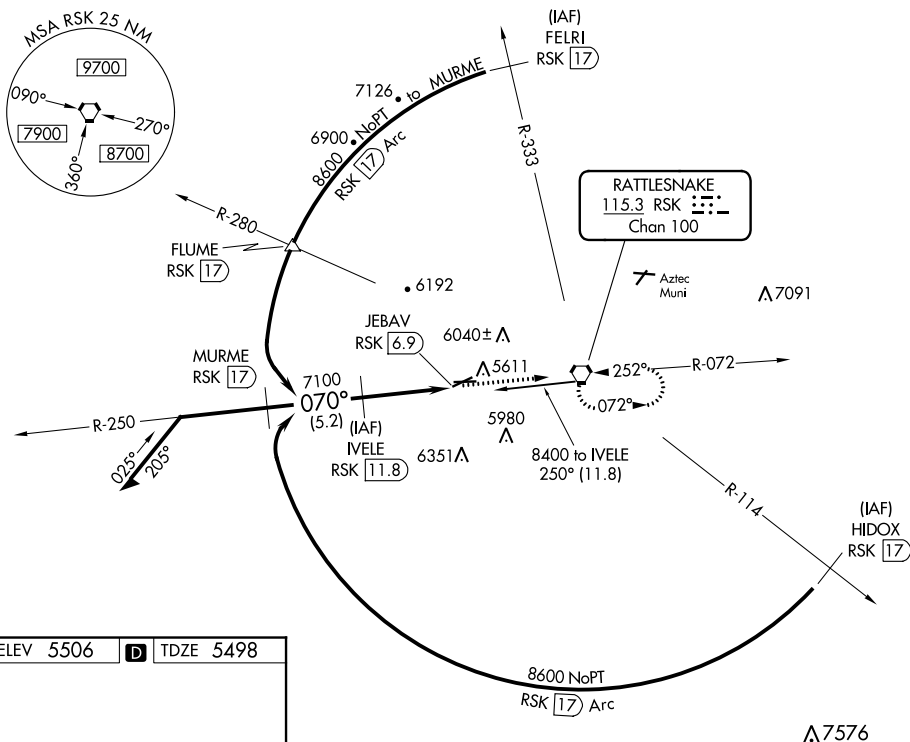 MSA RSK 25 NM
9700
090°
270°
7900
8700
360°
(IAF)
FELRI
RSK 17
7126
8600 NoPT to MURME
6900
RSK 17 Arc
R-333
R-280
FLUME
RSK 17
RATTLESNAKE
115.3 RSK
Chan 100
Aztec
Muni
7091
6192
JEBAV
RSK 6.9
6040±
5611
MURME
RSK 17
7100
070°
(5.2)
252°
R-072
072°
R-250
(IAF)
IVELE
RSK 11.8
6351
5980
8400 to IVELE
250° (11.8)
025°
205°
R-114
(IAF)
HIDOX
RSK 17
ELEV 5506 D TDZE 5498
8600 NoPT
RSK 17 Arc
7576